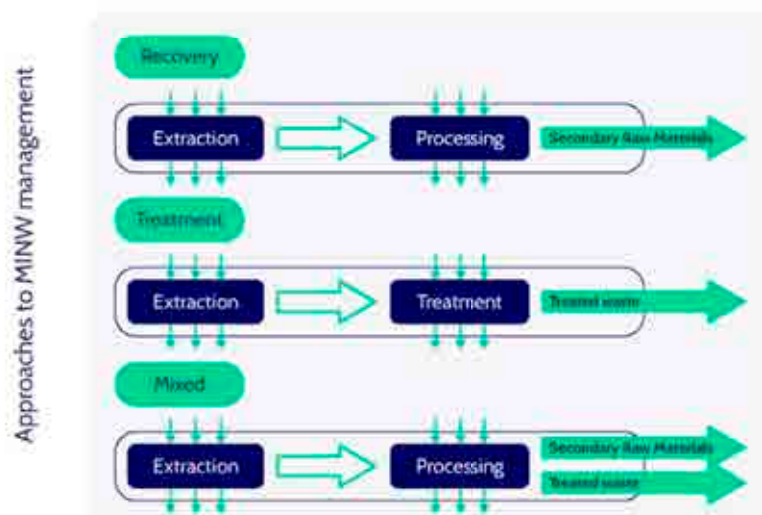 Approaches to MINW management
Recovery
Extraction
Processing
Secondary Raw Materials
Treatment
Extraction
Treatment
Treated waste
Mixed
Extraction
Processing
Secondary Raw Materials
Treated waste